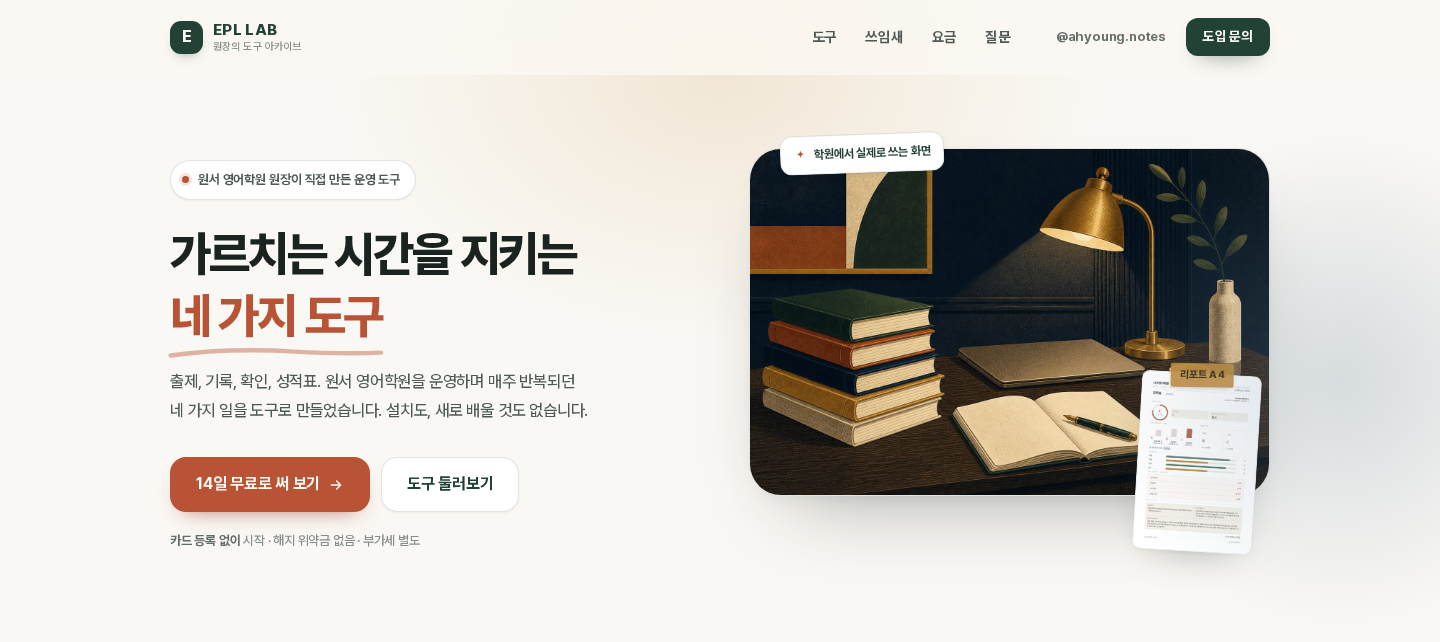 E
EPL LAB
원장의 도구 아카이브
도구
쓰임새
요금
질문
@ahyoung.notes
도입 문의
원서 영어학원 원장이 직접 만든 운영 도구
가르치는 시간을 지키는
네 가지 도구
출제, 기록, 확인, 성적표. 원서 영어학원을 운영하며 매주 반복되던
네 가지 일을 도구로 만들었습니다. 설치도, 새로 배울 것도 없습니다.
14일 무료로 써 보기 →
도구 둘러보기
카드 등록 없이 시작 · 해지 위약금 없음 · 부가세 별도
✦ 학원에서 실제로 쓰는 화면
리포트 A4